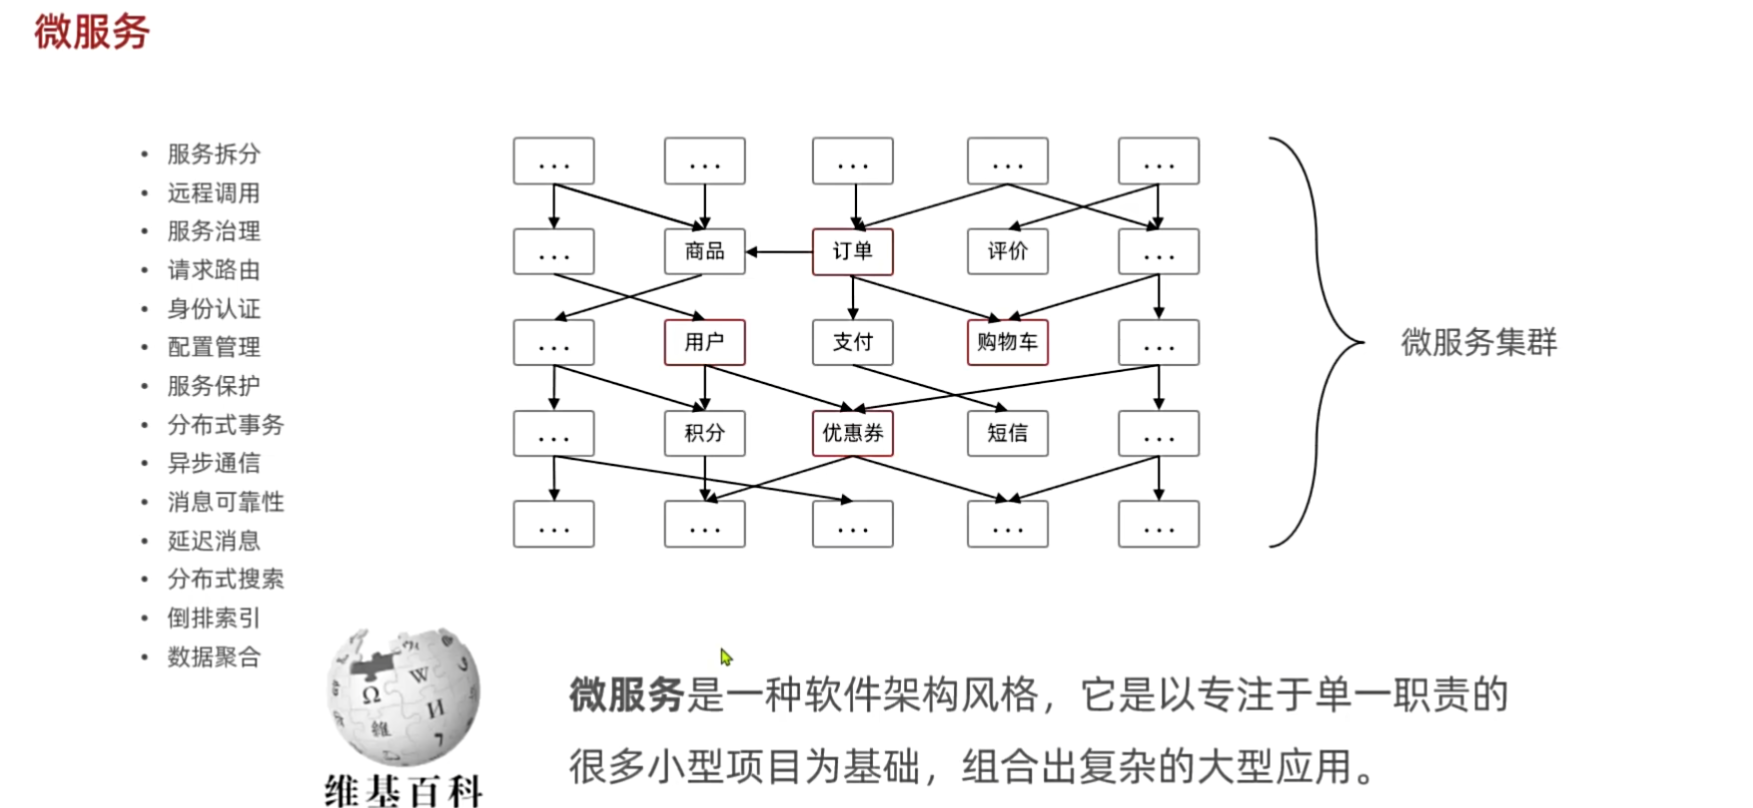 微服务
• 服务拆分
• 远程调用
• 服务治理
• 请求路由
• 身份认证
• 配置管理
• 服务保护
• 分布式事务
• 异步通信
• 消息可靠性
• 延迟消息
• 分布式搜索
• 倒排索引
• 数据聚合
... ... ... ... ...
... 商品 订单 评价 ...
... 用户 支付 购物车 ...
... 积分 优惠券 短信 ...
... ... ... ... ...
微服务集群
Ω W И 維 7
维基百科
微服务是一种软件架构风格，它是以专注于单一职责的
很多小型项目为基础，组合出复杂的大型应用。